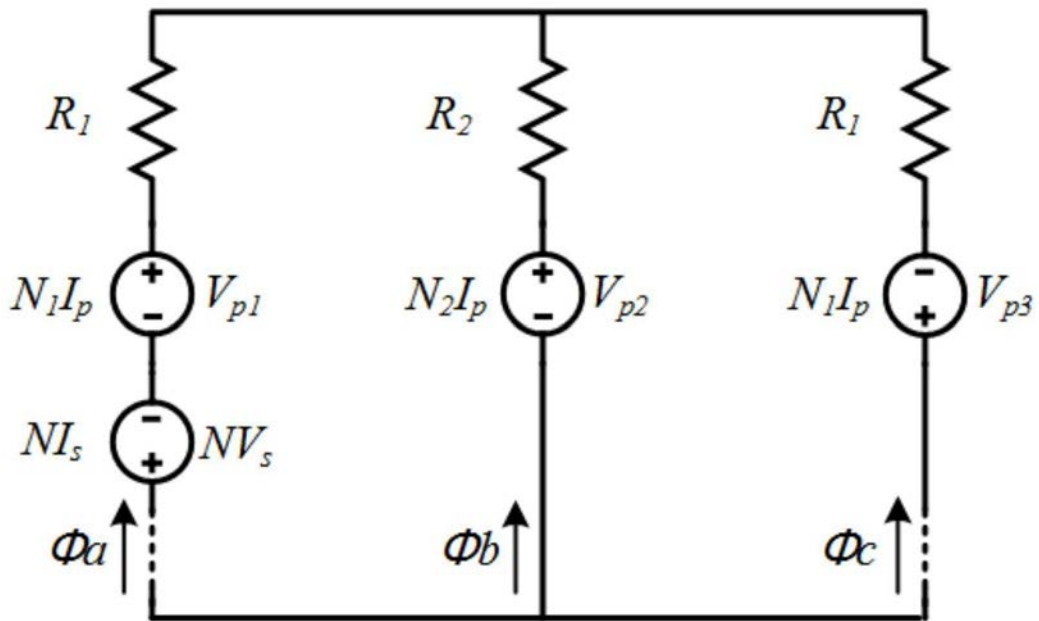 R1 R2 R1
+ + -
N1Ip Vp1 N2Ip Vp2 N1Ip Vp3
- - +
-
NIs NVs
+
Φa Φb Φc